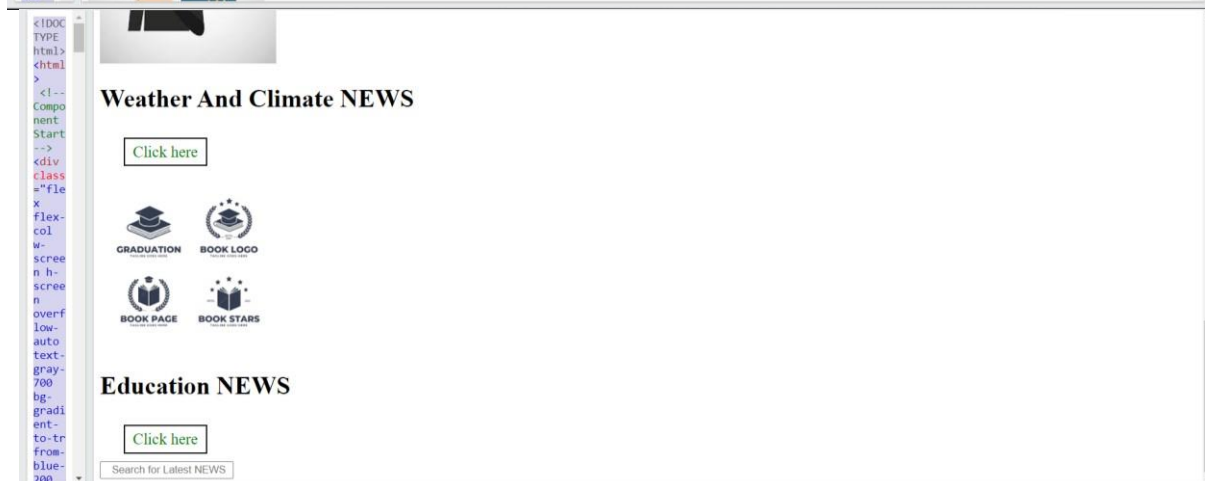 <!DOC
TYPE
html>
<html
>
<!--
Compo
nent
Start
-->
<div
class
="fle
x
flex-
col
w-
scree
n h-
scree
n
overf
low-
auto
text-
gray-
700
bg-
gradi
ent-
to-tr
from-
blue-
200
Weather And Climate NEWS
Click here
GRADUATION BOOK LOGO
BOOK PAGE BOOK STARS
Education NEWS
Click here
Search for Latest NEWS